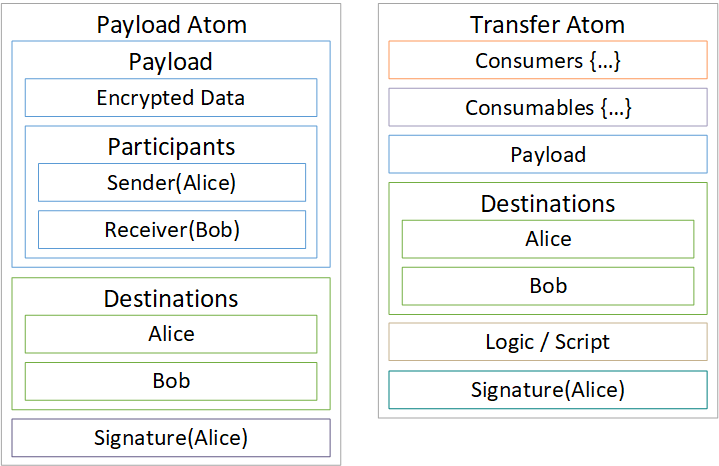 Payload Atom
Payload
Encrypted Data
Participants
Sender(Alice)
Receiver(Bob)
Destinations
Alice
Bob
Signature(Alice)
Transfer Atom
Consumers {...}
Consumables {...}
Payload
Destinations
Alice
Bob
Logic / Script
Signature(Alice)